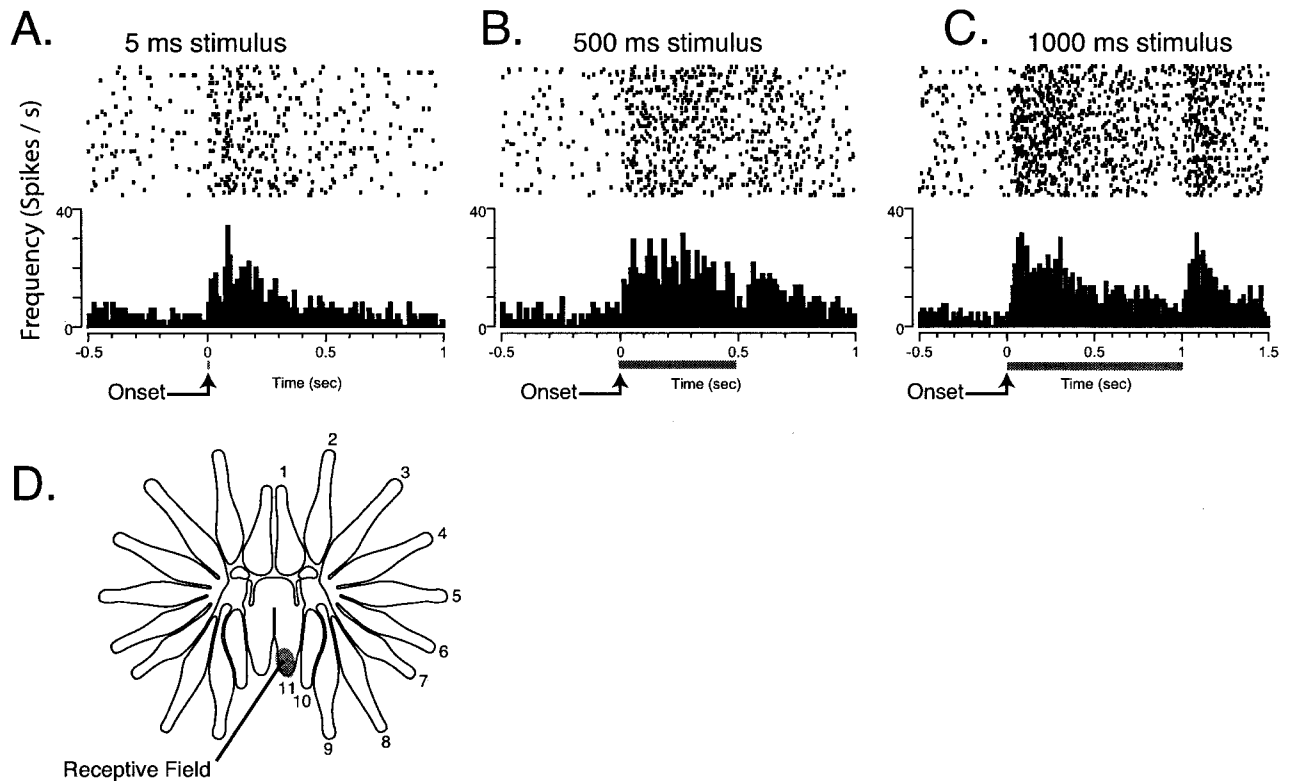 A.
5 ms stimulus
B.
500 ms stimulus
C.
1000 ms stimulus
Frequency (Spikes / s)
40
0
-0.5 0 0.5 1
Onset
Time (sec)
40
0
-0.5 0 0.5 1
Onset
Time (sec)
40
0
-0.5 0 0.5 1 1.5
Onset
Time (sec)
D.
1
2
3
4
5
6
7
8
9
10
11
Receptive Field